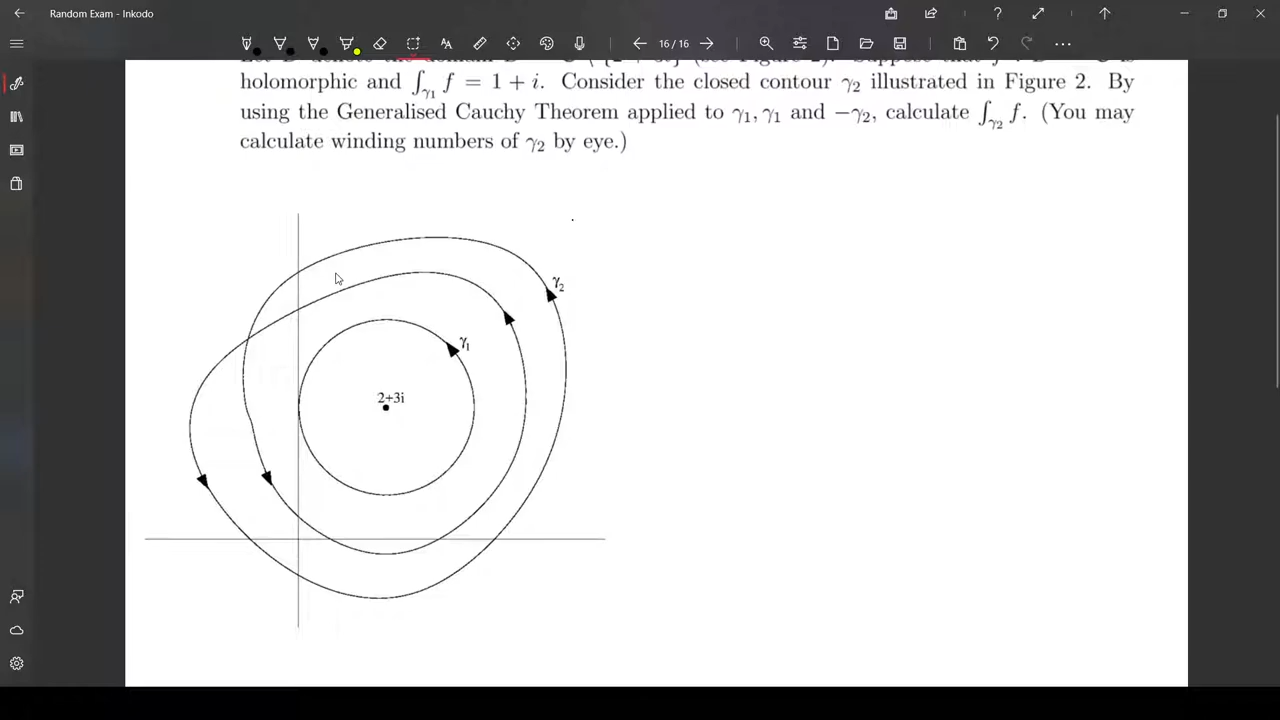 Random Exam - Inkodo
16 / 16
holomorphic and ∫γ₁ f = 1 + i. Consider the closed contour γ₂ illustrated in Figure 2. By
using the Generalised Cauchy Theorem applied to γ₁, γ₁ and −γ₂, calculate ∫γ₂ f. (You may
calculate winding numbers of γ₂ by eye.)
γ₂
γ₁
2+3i